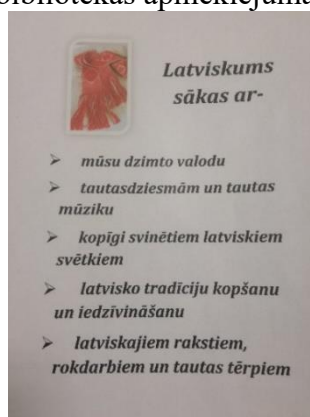 Latviskums
sākas ar-
➢ mūsu dzimto valodu
➢ tautasdziesmām un tautas
mūziku
➢ kopīgi svinētiem latviskiem
svētkiem
➢ latvisko tradīciju kopšanu
un iedzīvināšanu
➢ latviskajiem rakstiem,
rokdarbiem un tautas tērpiem